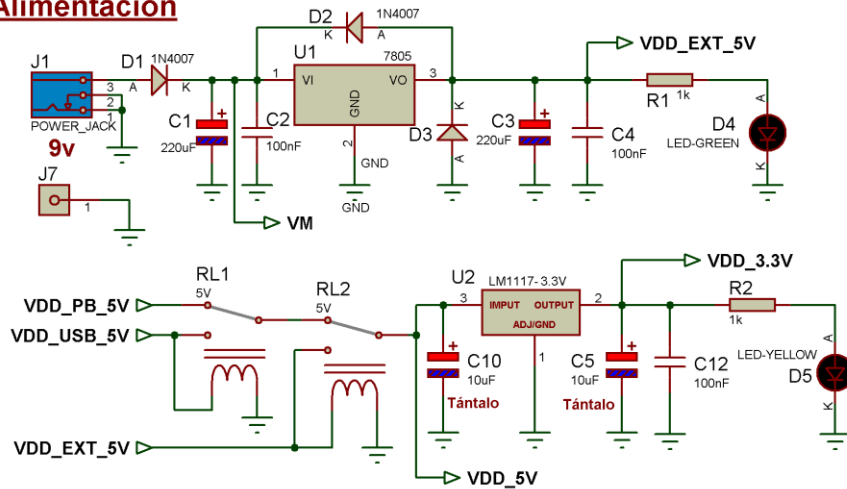 Alimentación
D2
1N4007
K
A
J1
D1
1N4007
A
K
3
2
1
POWER_JACK
9v
U1
7805
1
VI
VO
3
GND
2
GND
GND
C1
220uF
C2
100nF
D3
K
A
C3
220uF
C4
100nF
VDD_EXT_5V
R1
1k
A
D4
LED-GREEN
K
J7
1
VM
RL1
5V
RL2
5V
VDD_PB_5V
VDD_USB_5V
VDD_EXT_5V
U2
LM1117-3.3V
3
IMPUT
OUTPUT
2
ADJ/GND
1
C10
10uF
Tántalo
C5
10uF
Tántalo
C12
100nF
VDD_3.3V
R2
1k
LED-YELLOW
A
D5
K
VDD_5V